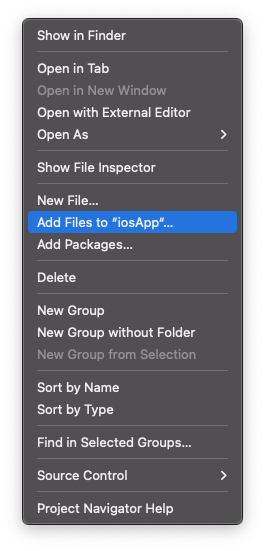 Show in Finder
Open in Tab
Open in New Window
Open with External Editor
Open As
Show File Inspector
New File...
Add Files to “iosApp”...
Add Packages...
Delete
New Group
New Group without Folder
New Group from Selection
Sort by Name
Sort by Type
Find in Selected Groups...
Source Control
Project Navigator Help